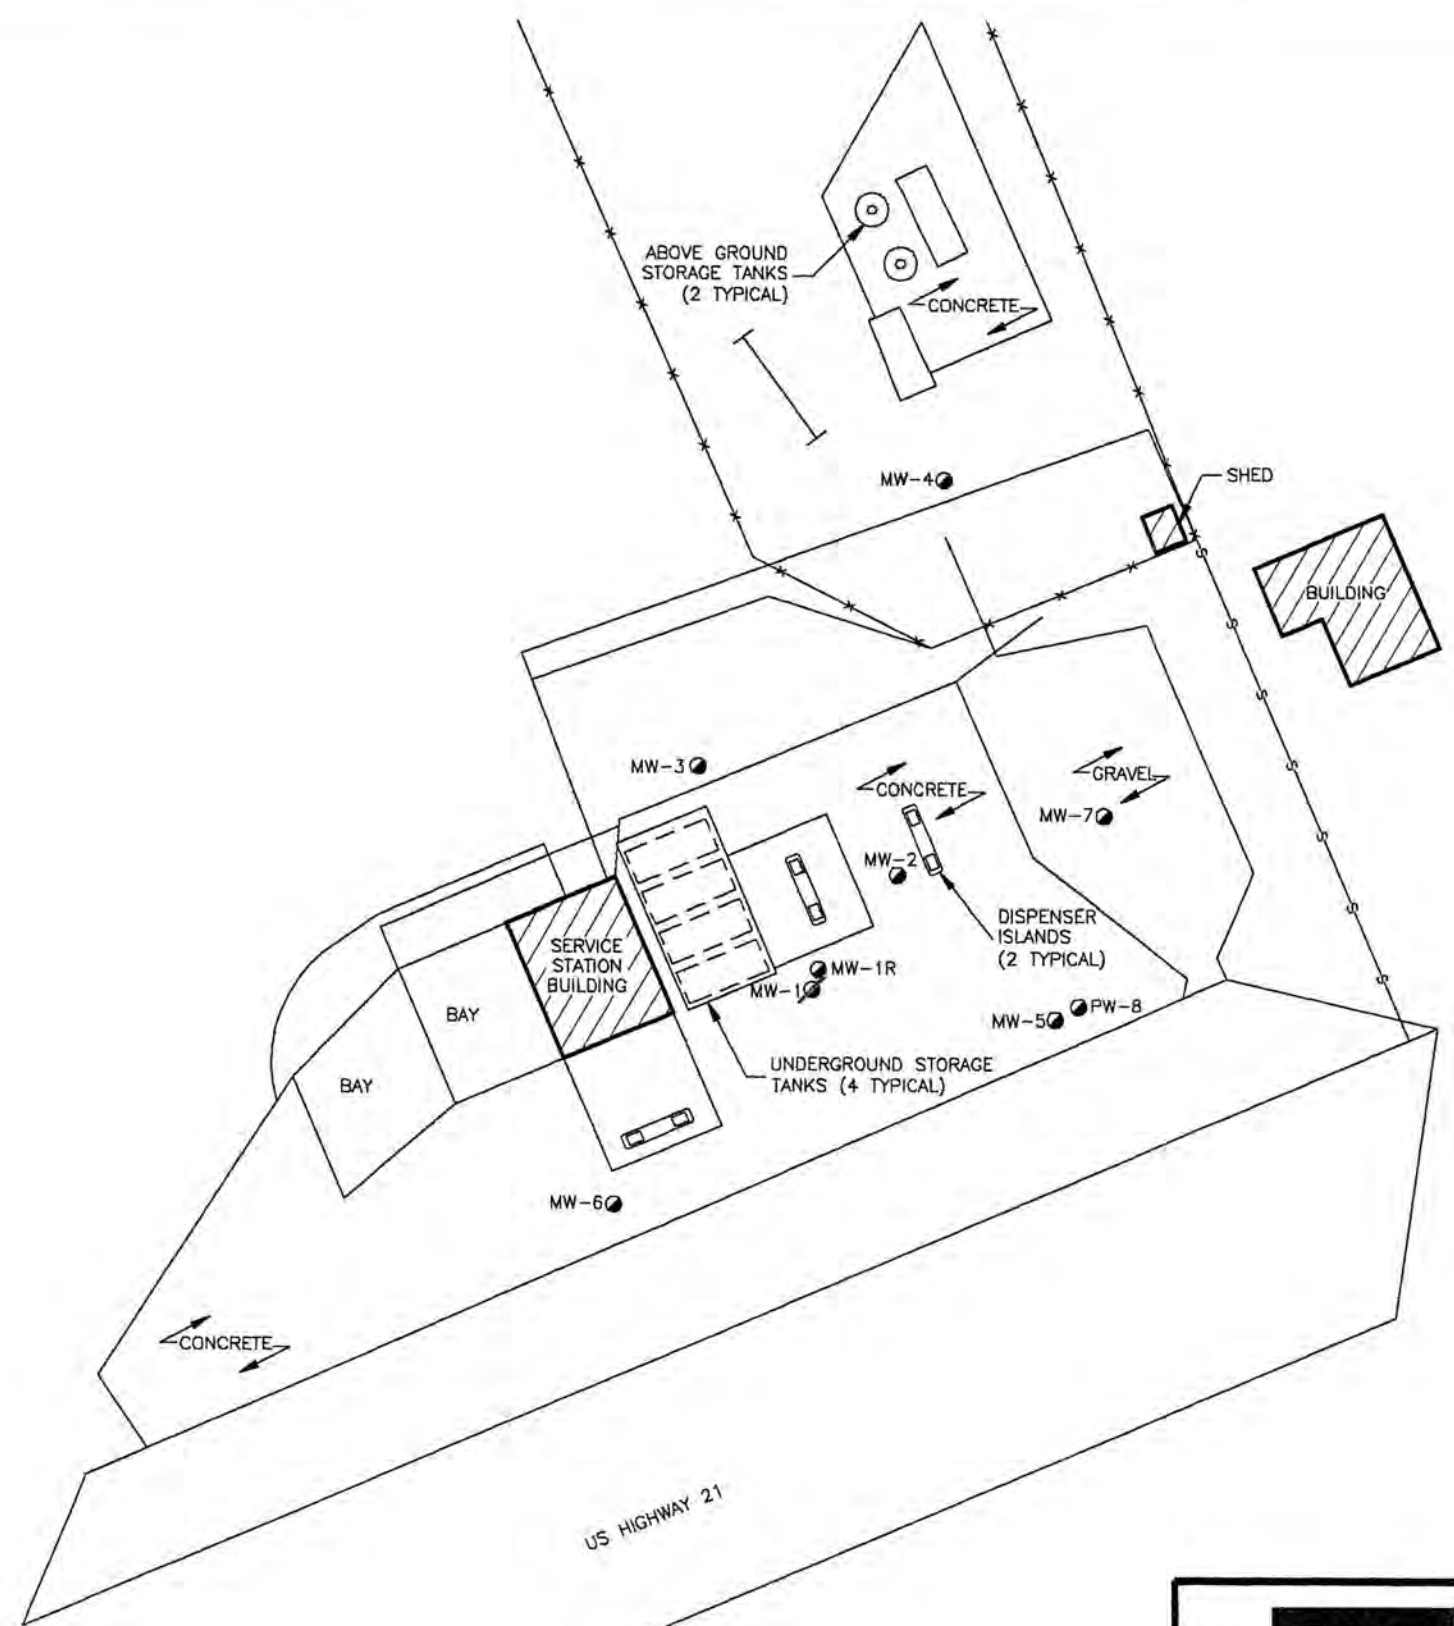 ABOVE GROUND
STORAGE TANKS
(2 TYPICAL)
CONCRETE
MW-4
SHED
S
BUILDING
S
S
MW-3
CONCRETE
GRAVEL
S
MW-7
S
MW-2
S
DISPENSER
ISLANDS
(2 TYPICAL)
SERVICE
STATION
BUILDING
MW-1R
S
MW-1
BAY
PW-8
MW-5
UNDERGROUND STORAGE
TANKS (4 TYPICAL)
BAY
MW-6
CONCRETE
US HIGHWAY 21